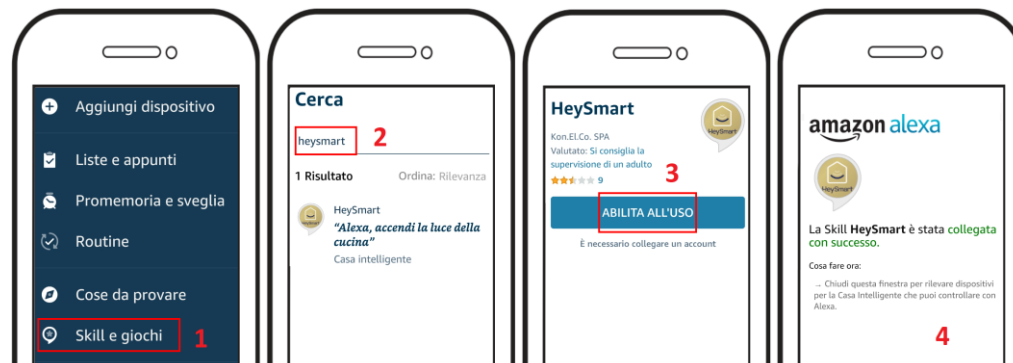 Aggiungi dispositivo
Liste e appunti
Promemoria e sveglia
Routine
Cose da provare
Skill e giochi
1
Cerca
heysmart
2
1 Risultato Ordina: Rilevanza
HeySmart
HeySmart
"Alexa, accendi la luce della
cucina"
Casa intelligente
HeySmart
HeySmart
Kon.El.Co. SPA
Valutato: Si consiglia la
supervisione di un adulto
9
3
ABILITA ALL'USO
È necessario collegare un account
amazon alexa
HeySmart
La Skill HeySmart è stata collegata
con successo.
Cosa fare ora:
→ Chiudi questa finestra per rilevare dispositivi
per la Casa Intelligente che puoi controllare con
Alexa.
4